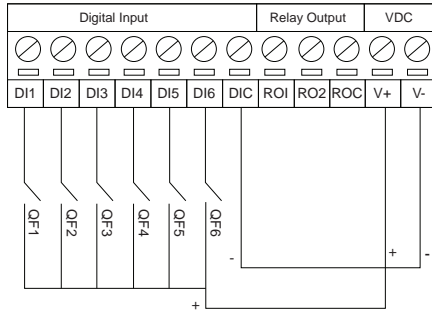 Digital Input Relay Output VDC
DI1 DI2 DI3 DI4 DI5 DI6 DIC ROI RO2 ROC V+ V-
QF1 QF2 QF3 QF4 QF5 QF6
- + -
+